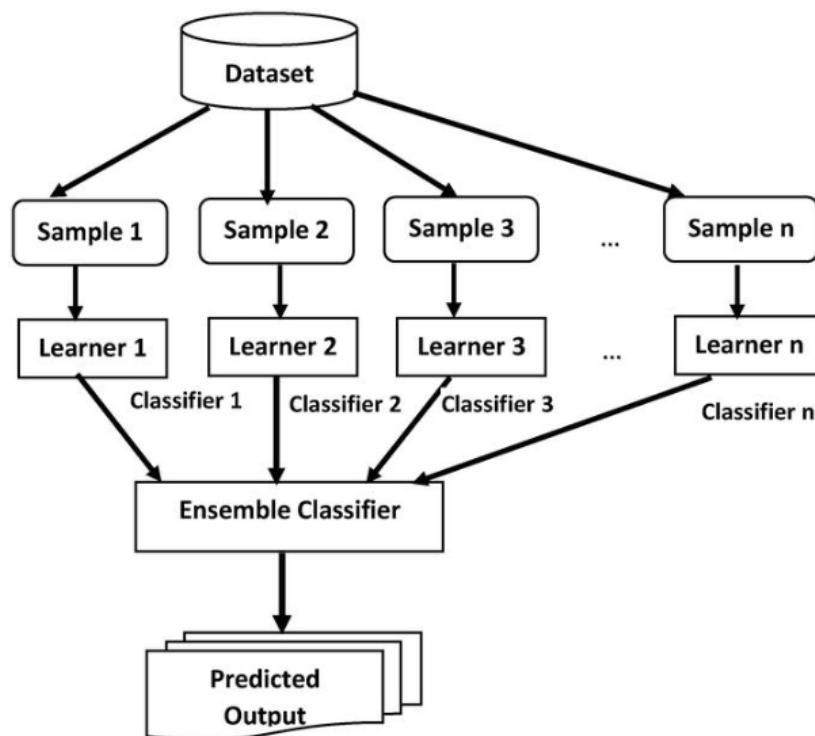 Dataset
Sample 1
Sample 2
Sample 3
...
Sample n
Learner 1
Learner 2
Learner 3
...
Learner n
Classifier 1
Classifier 2
Classifier 3
Classifier n
Ensemble Classifier
Predicted
Output